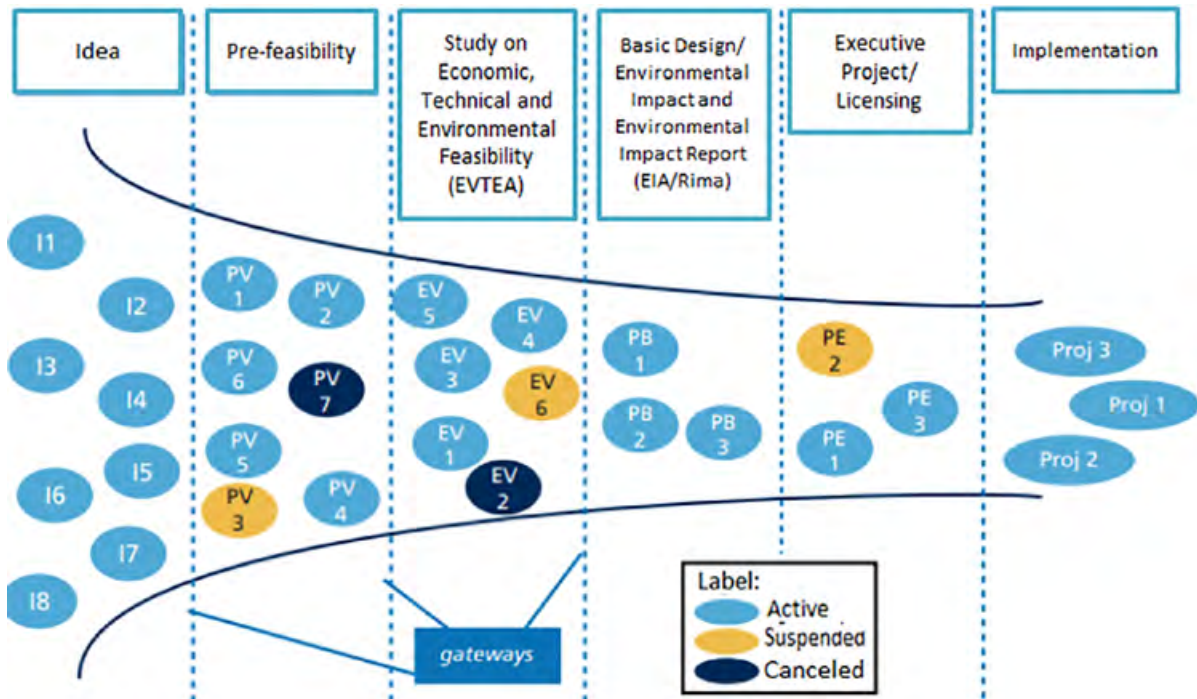 Idea
Pre-feasibility
Study on
Economic,
Technical and
Environmental
Feasibility
(EVTEA)
Basic Design/
Environmental
Impact and
Environmental
Impact Report
(EIA/Rima)
Executive
Project/
Licensing
Implementation
I1
I2
I3
I4
I5
I6
I7
I8
PV
1
PV
2
PV
6
PV
7
PV
5
PV
3
PV
4
EV
5
EV
4
EV
3
EV
6
EV
1
EV
2
PB
1
PB
2
PB
3
PE
2
PE
3
PE
1
Proj 3
Proj 1
Proj 2
gateways
Label:
Active
Suspended
Canceled